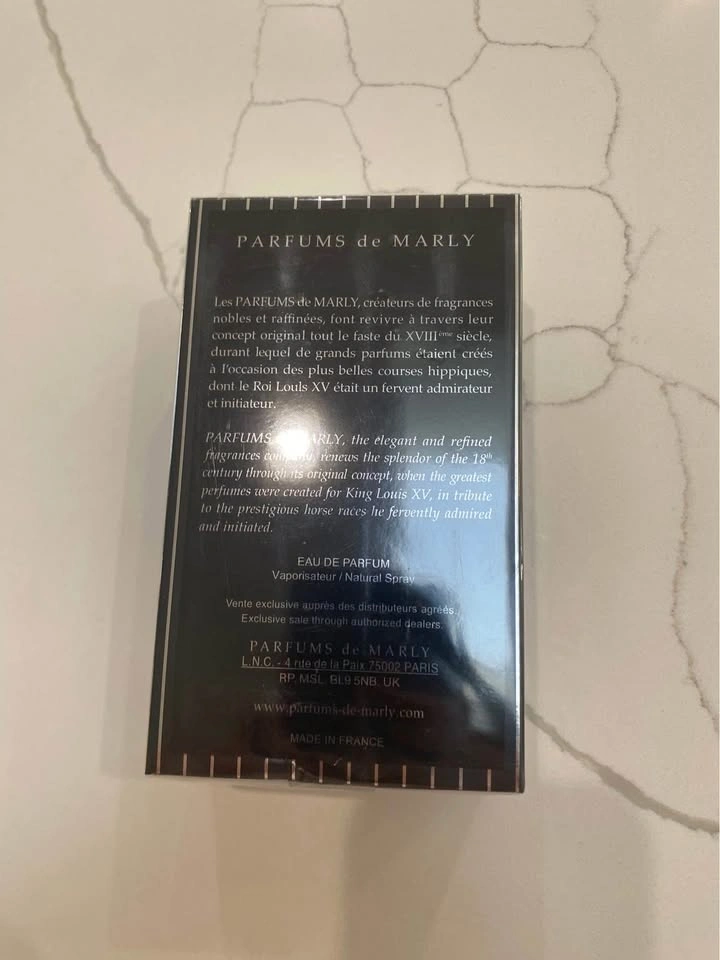 PARFUMS de MARLY
Les PARFUMS de MARLY, créateurs de fragrances
nobles et raffinées, font revivre à travers leur
concept original tout le faste du XVIIIème siècle,
durant lequel de grands parfums étaient créés
à l'occasion des plus belles courses hippiques,
dont le Roi Louis XV était un fervent admirateur
et initiateur.
PARFUMS MARLY, the elegant and refined
fragrances company, renews the splendor of the 18th
century through its original concept, when the greatest
perfumes were created for King Louis XV, in tribute
to the prestigious horse races he fervently admired
and initiated.
EAU DE PARFUM
Vaporisateur / Natural Spray
Vente exclusive auprès des distributeurs agréés.
Exclusive sale through authorized dealers.
PARFUMS de MARLY
L.N.C. - 4 rue de la Paix 75002 PARIS
RP. MSL. BL9 5NB. UK
www.parfums-de-marly.com
MADE IN FRANCE